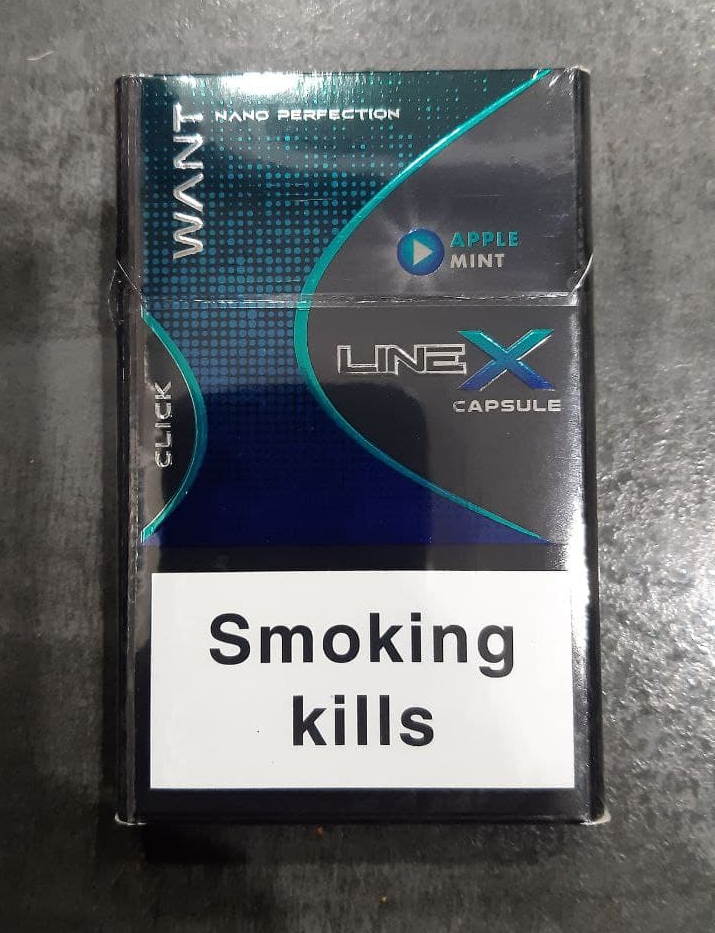 WANT
NANO PERFECTION
APPLE
MINT
LINE X
CAPSULE
CLICK
Smoking
kills